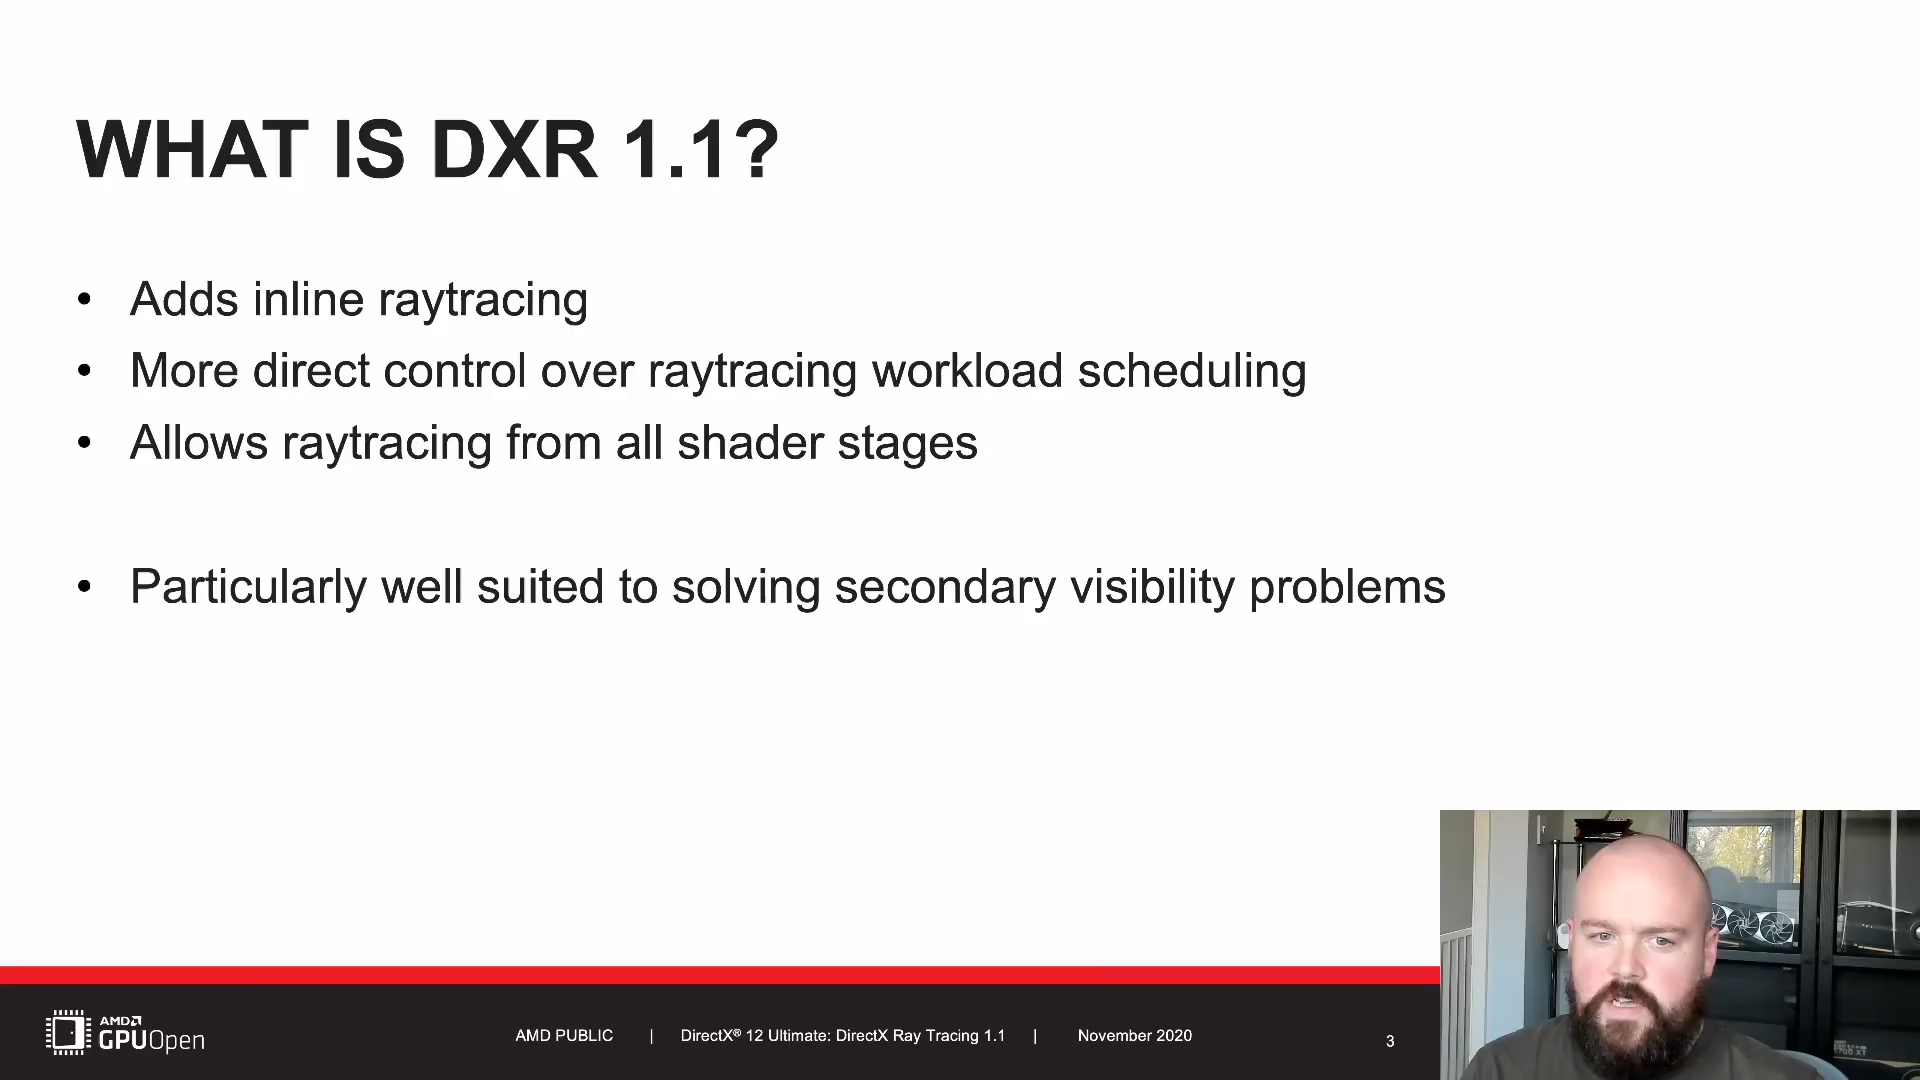 WHAT IS DXR 1.1?
• Adds inline raytracing
• More direct control over raytracing workload scheduling
• Allows raytracing from all shader stages
• Particularly well suited to solving secondary visibility problems
AMD
GPUOpen
AMD PUBLIC | DirectX® 12 Ultimate: DirectX Ray Tracing 1.1 | November 2020
3